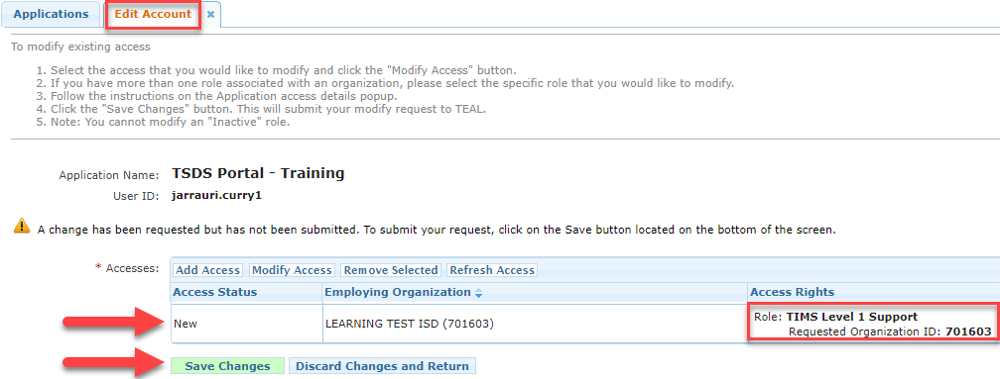 Applications Edit Account
To modify existing access
1. Select the access that you would like to modify and click the "Modify Access" button.
2. If you have more than one role associated with an organization, please select the specific role that you would like to modify.
3. Follow the instructions on the Application access details popup.
4. Click the "Save Changes" button. This will submit your modify request to TEAL.
5. Note: You cannot modify an "Inactive" role.
Application Name: TSDS Portal - Training
User ID: jarrauri.curry1
A change has been requested but has not been submitted. To submit your request, click on the Save button located on the bottom of the screen.
* Accesses: Add Access Modify Access Remove Selected Refresh Access
Access Status Employing Organization Access Rights
New LEARNING TEST ISD (701603) Role: TIMS Level 1 Support
Requested Organization ID: 701603
Save Changes Discard Changes and Return